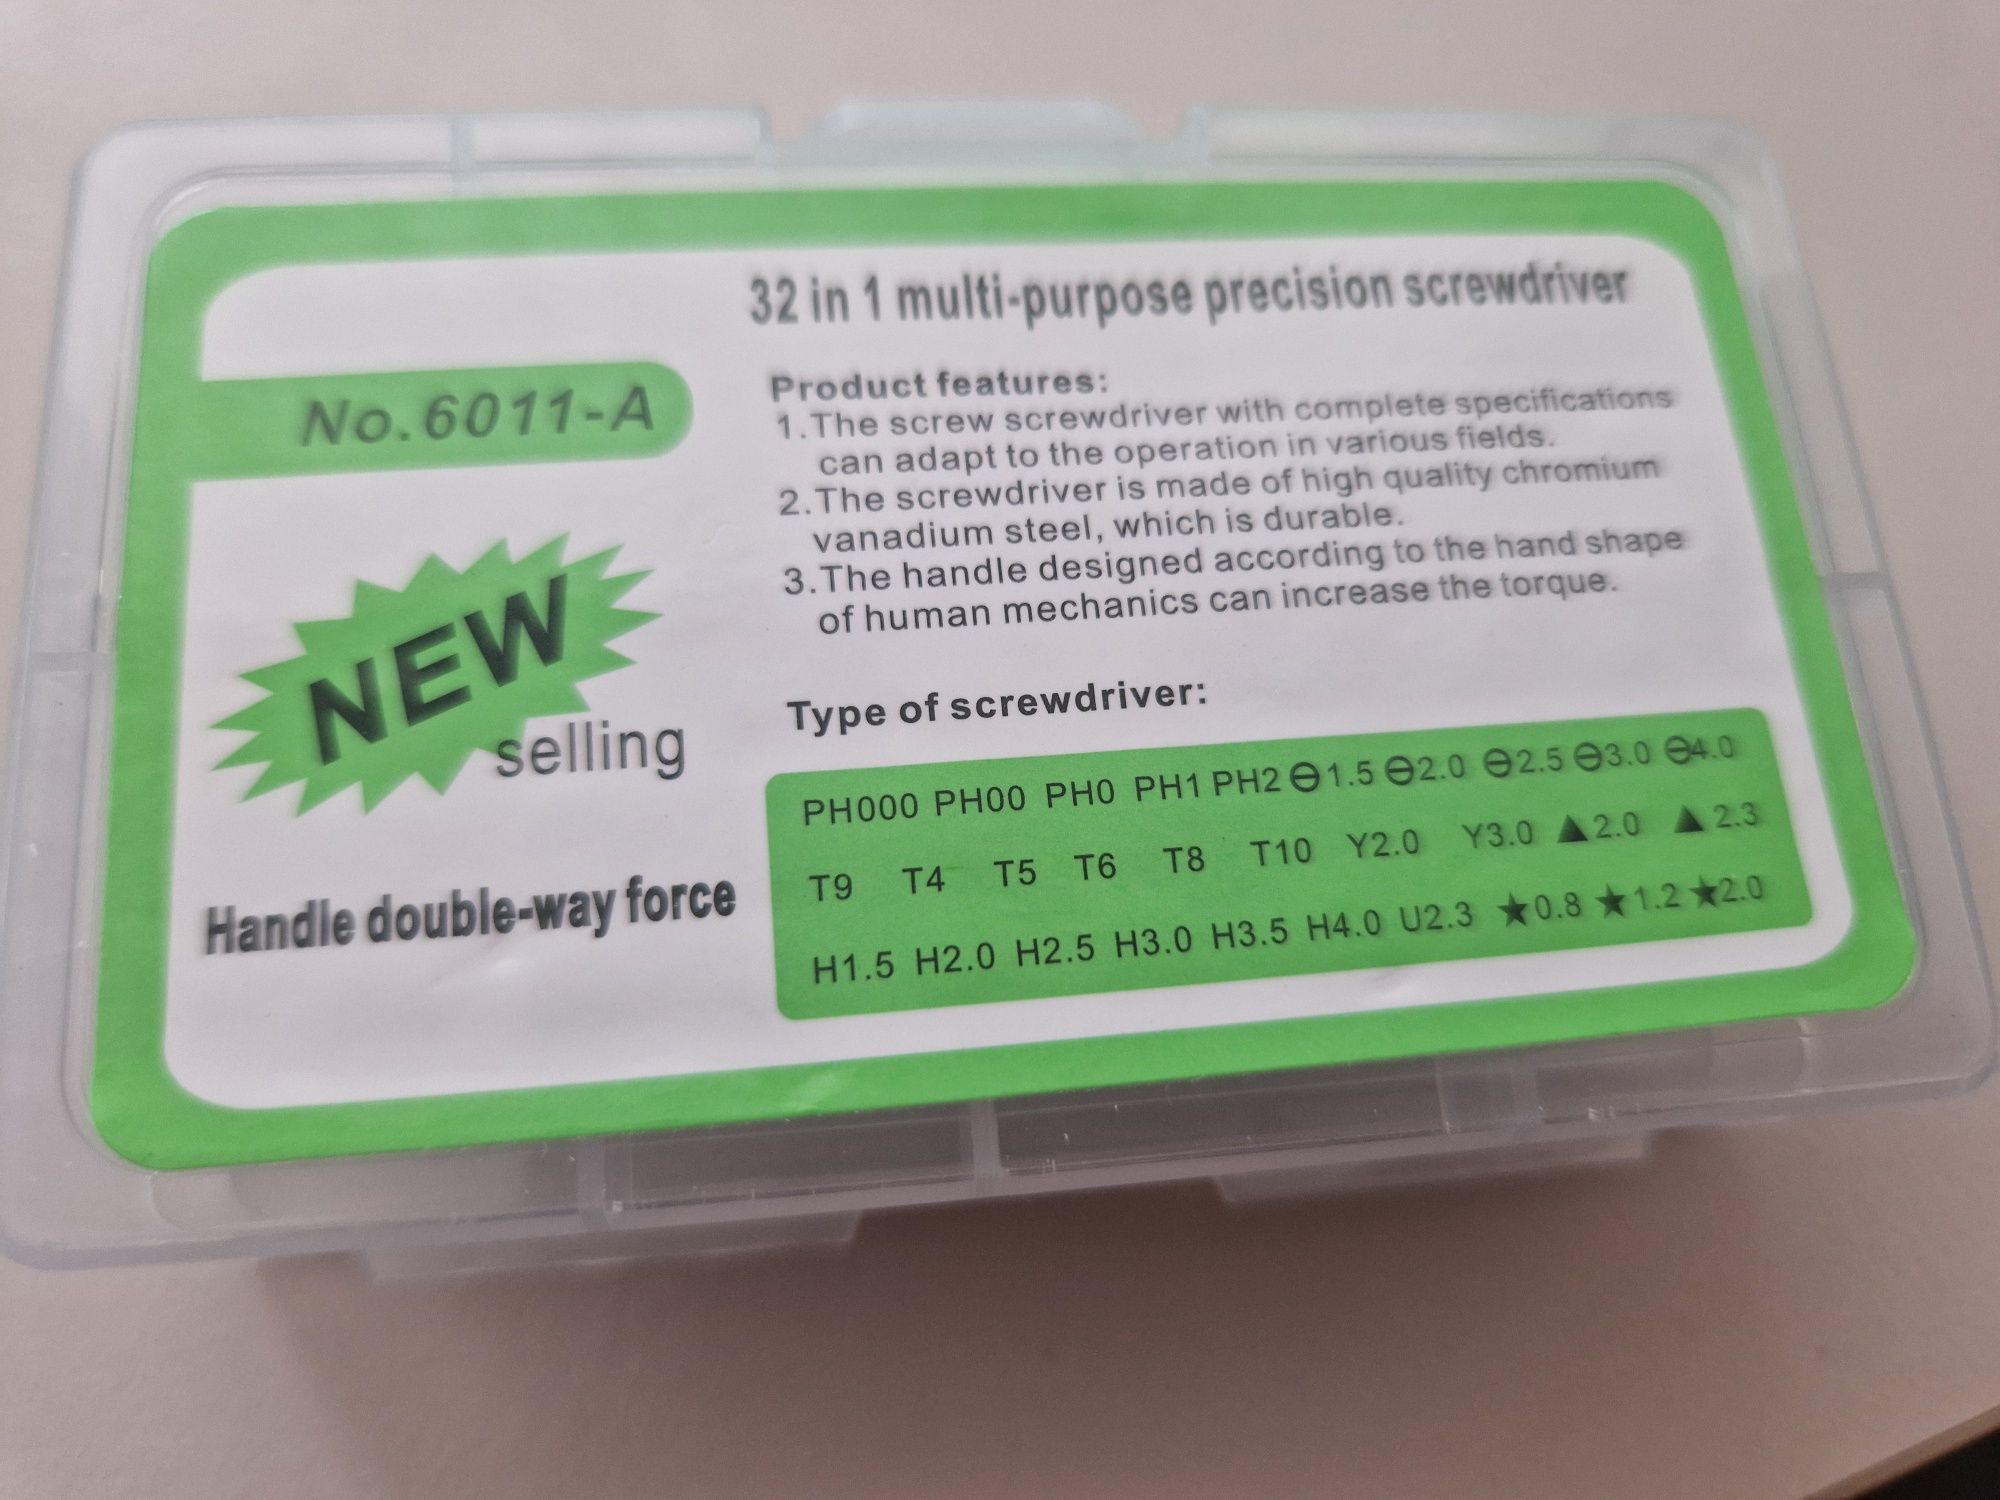 32 in 1 multi-purpose precision screwdriver
No.6011-A
Product features:
1.The screw screwdriver with complete specifications
can adapt to the operation in various fields.
2.The screwdriver is made of high quality chromium
vanadium steel, which is durable.
3.The handle designed according to the hand shape
of human mechanics can increase the torque.
NEW
selling
Handle double-way force
Type of screwdriver:
PH000 PH00 PH0 PH1 PH2 ⊖1.5 ⊖2.0 ⊖2.5 ⊖3.0 ⊖4.0
T9 T4 T5 T6 T8 T10 Y2.0 Y3.0 ▲2.0 ▲2.3
H1.5 H2.0 H2.5 H3.0 H3.5 H4.0 U2.3 ★0.8 ★1.2 ★2.0